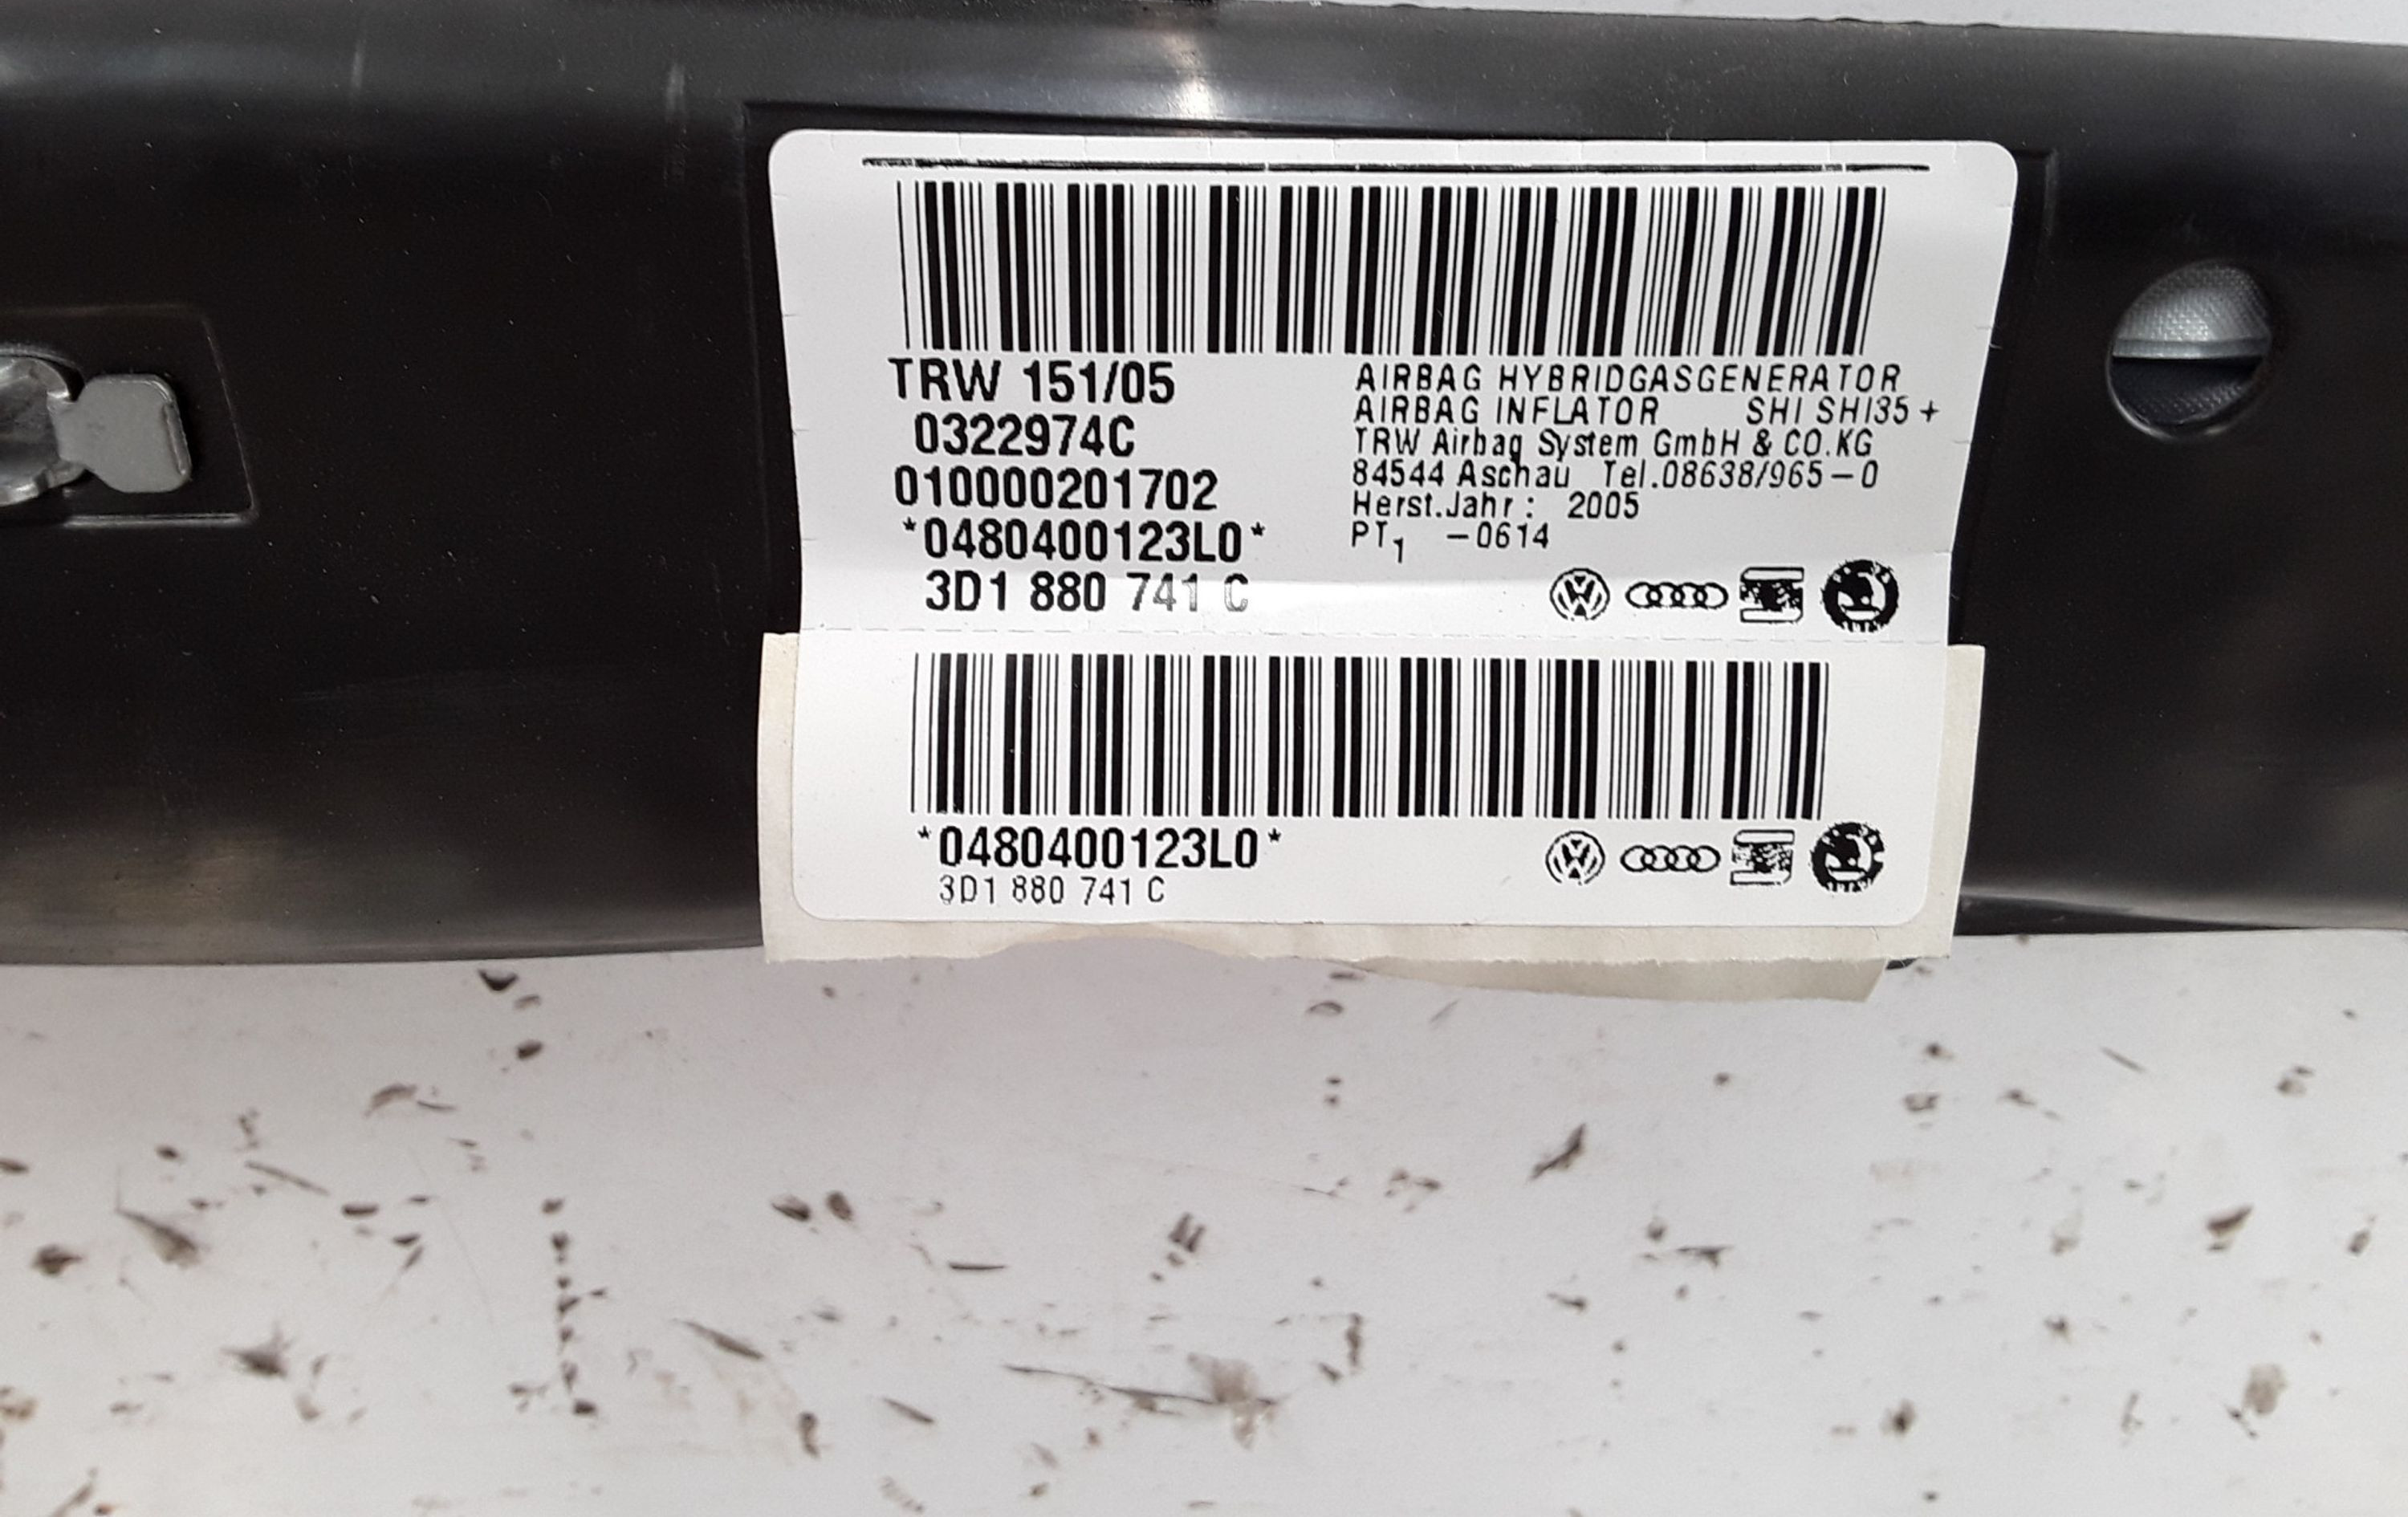 TRW 151/05
0322974C
010000201702
*0480400123L0*
3D1 880 741 C
AIRBAG HYBRIDGASGENERATOR
AIRBAG INFLATOR SHI SHI35+
TRW Airbag System GmbH & CO.KG
84544 Aschau Tel.08638/965-0
Herst.Jahr: 2005
PT1 -0614
*0480400123L0*
3D1 880 741 C